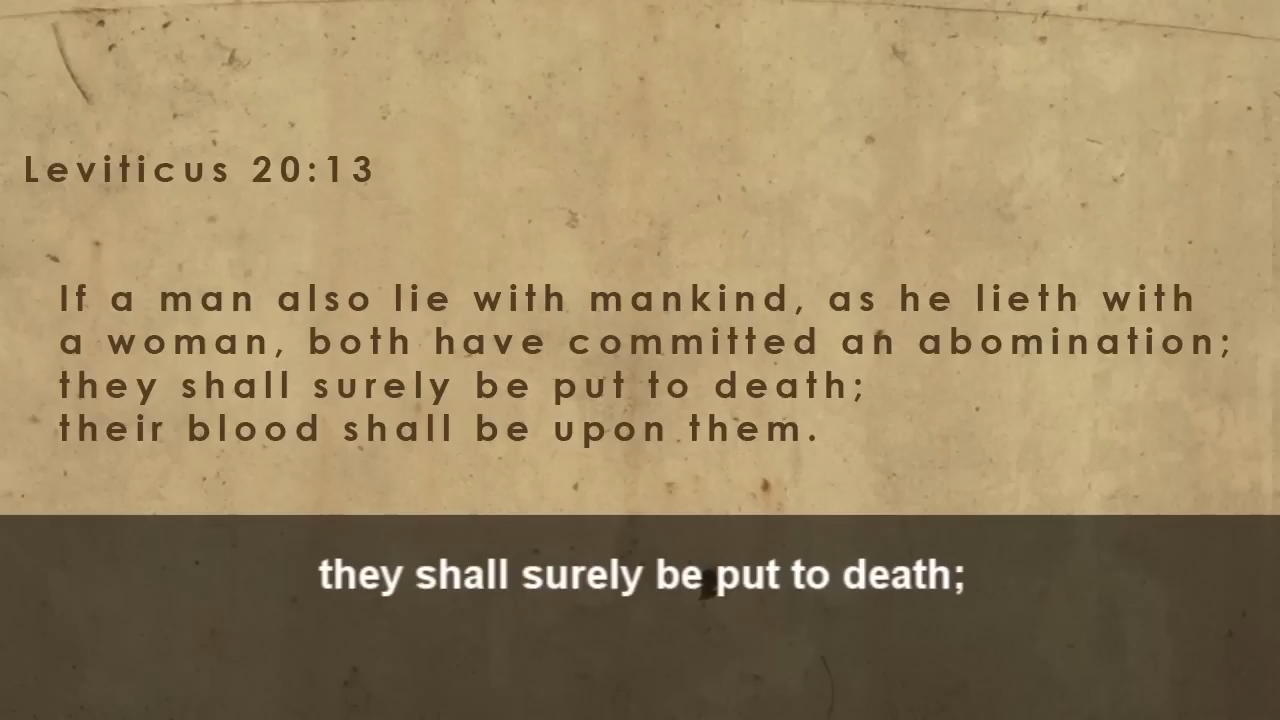 Leviticus 20:13
If a man also lie with mankind, as he lieth with
a woman, both have committed an abomination;
they shall surely be put to death;
their blood shall be upon them.
they shall surely be put to death;